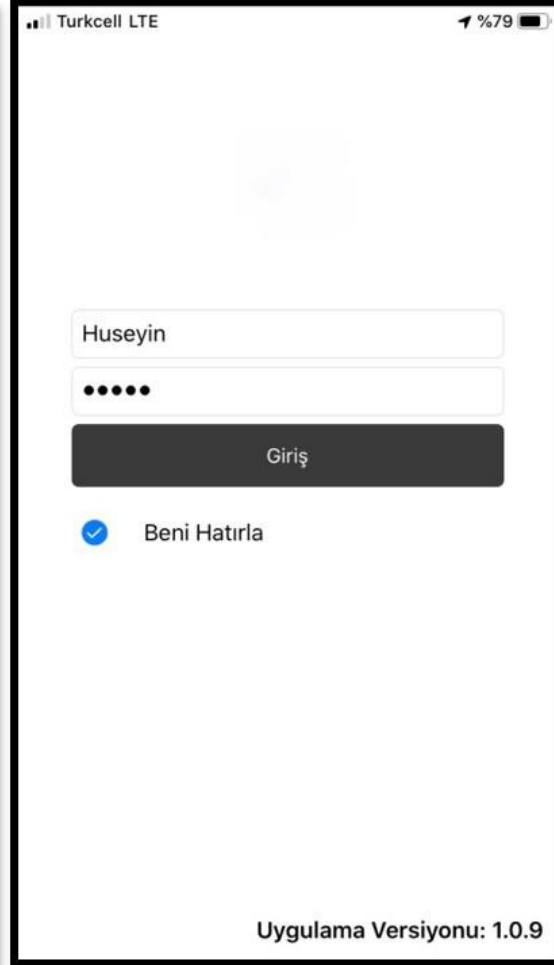 Turkcell LTE %79
Huseyin
•••••
Giriş
Beni Hatırla
Uygulama Versiyonu: 1.0.9